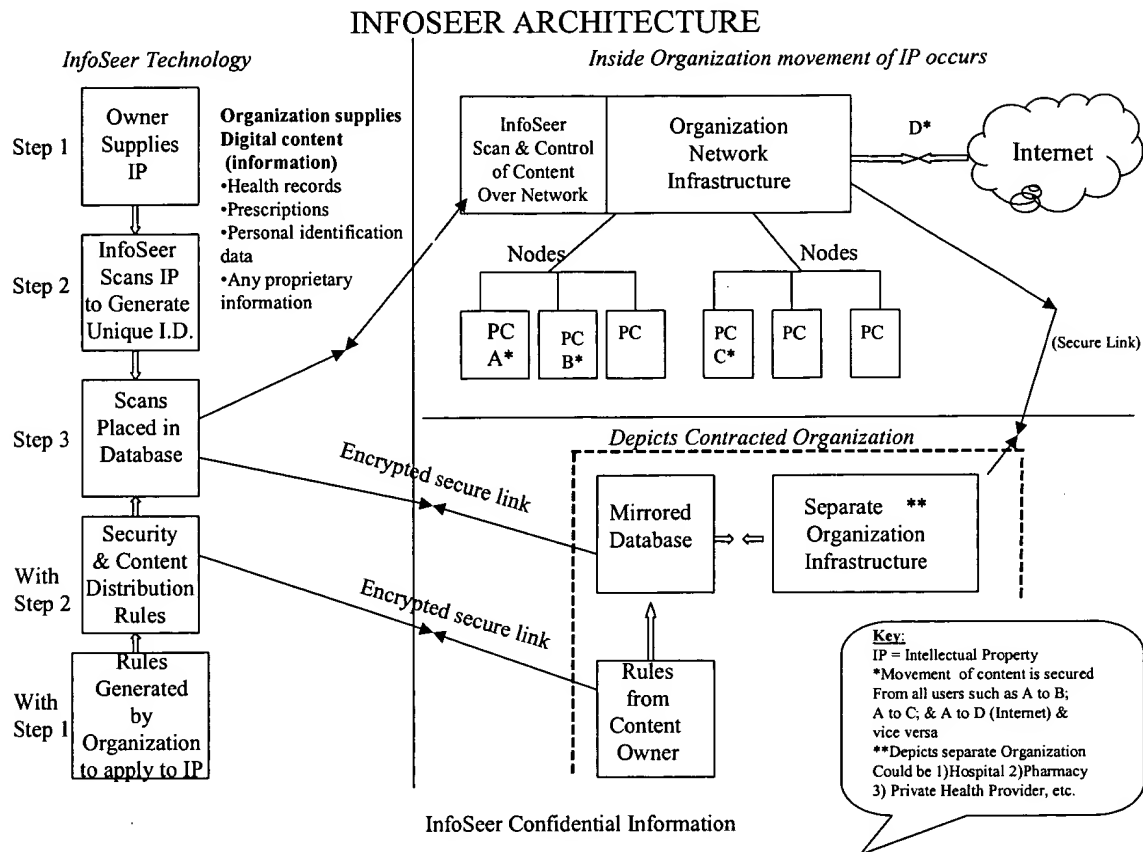 INFOSEER ARCHITECTURE
InfoSeer Technology
Step 1
Owner
Supplies
IP
Organization supplies
Digital content
(information)
•Health records
•Prescriptions
•Personal identification
data
•Any proprietary
information
Step 2
InfoSeer
Scans IP
to Generate
Unique I.D.
Step 3
Scans
Placed in
Database
With
Step 2
Security
& Content
Distribution
Rules
With
Step 1
Rules
Generated
by
Organization
to apply to IP
Inside Organization movement of IP occurs
InfoSeer
Scan & Control
of Content
Over Network
Organization
Network
Infrastructure
D*
Internet
Nodes
Nodes
PC
A*
PC
B*
PC
PC
C*
PC
PC
(Secure Link)
Depicts Contracted Organization
Encrypted secure link
Mirrored
Database
Separate **
Organization
Infrastructure
Encrypted secure link
Rules
from
Content
Owner
Key:
IP = Intellectual Property
*Movement of content is secured
From all users such as A to B;
A to C; & A to D (Internet) &
vice versa
**Depicts separate Organization
Could be 1)Hospital 2)Pharmacy
3) Private Health Provider, etc.
InfoSeer Confidential Information